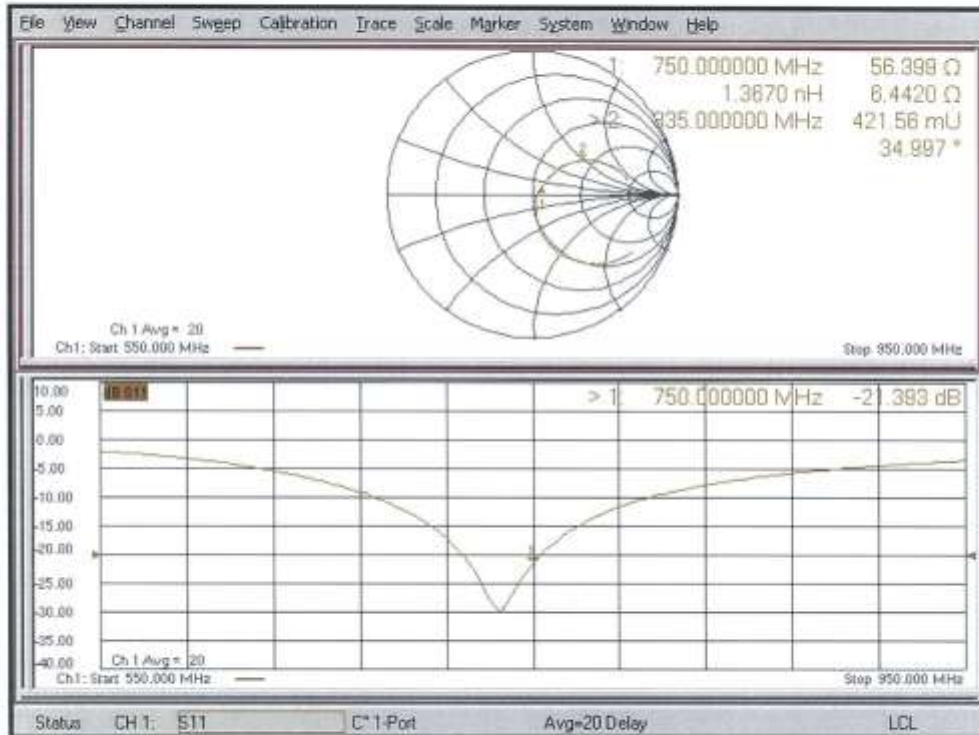 File View Channel Sweep Calibration Trace Scale Marker System Window Help
1: 750.000000 MHz 56.399 Ω
1.3670 nH 6.4420 Ω
> 2: 835.000000 MHz 421.56 mU
34.997 °
2
1
Ch 1 Avg = 20
Ch1: Start 550.000 MHz
Stop 950.000 MHz
10.00
5.00
0.00
-5.00
-10.00
-15.00
-20.00
-25.00
-30.00
-35.00
-40.00
> 1: 750.000000 MHz -21.393 dB
1
Ch 1 Avg = 20
Ch1: Start 550.000 MHz
Stop 950.000 MHz
Status CH 1: S11 C* 1-Port Avg=20 Delay LCL